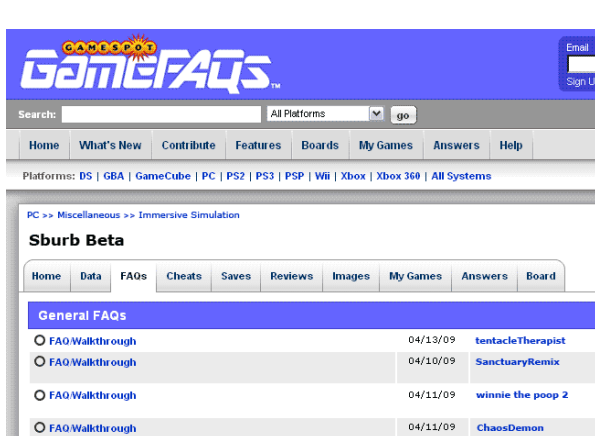 GAMESPOT
GameFAQs™
Email
Sign U
Search: All Platforms go
Home What's New Contribute Features Boards My Games Answers Help
Platforms: DS | GBA | GameCube | PC | PS2 | PS3 | PSP | Wii | Xbox | Xbox 360 | All Systems
PC >> Miscellaneous >> Immersive Simulation
Sburb Beta
Home Data FAQs Cheats Saves Reviews Images My Games Answers Board
General FAQs
FAQ/Walkthrough 04/13/09 tentacleTherapist
FAQ/Walkthrough 04/10/09 SanctuaryRemix
FAQ/Walkthrough 04/11/09 winnie the poop 2
FAQ/Walkthrough 04/11/09 ChaosDemon